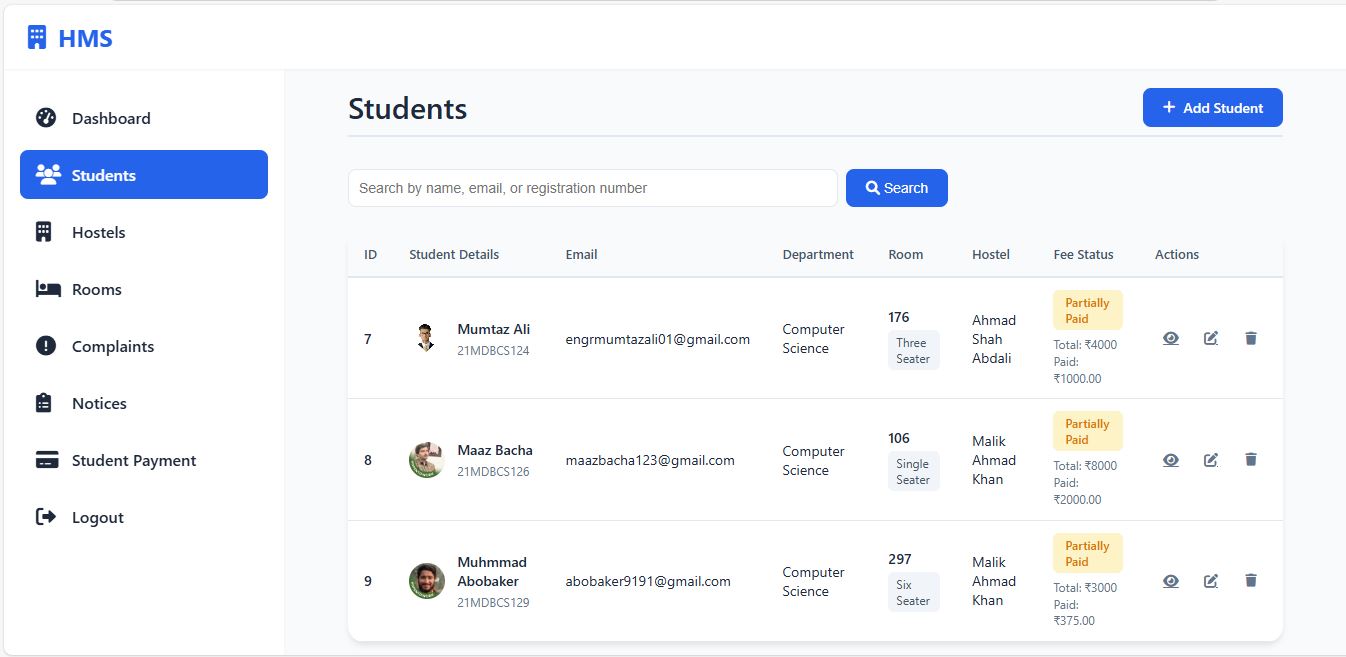 HMS
Dashboard
Students
Hostels
Rooms
Complaints
Notices
Student Payment
Logout
Students
Add Student
Search by name, email, or registration number
Search
ID Student Details Email Department Room Hostel Fee Status Actions
7
Mumtaz Ali
21MDBCS124
engrmumtazali01@gmail.com
Computer
Science
176
Three
Seater
Ahmad
Shah
Abdali
Partially
Paid
Total: ₹4000
Paid:
₹1000.00
8
Maaz Bacha
21MDBCS126
maazbacha123@gmail.com
Computer
Science
106
Single
Seater
Malik
Ahmad
Khan
Partially
Paid
Total: ₹8000
Paid:
₹2000.00
9
Muhmmad
Abobaker
21MDBCS129
abobaker9191@gmail.com
Computer
Science
297
Six
Seater
Malik
Ahmad
Khan
Partially
Paid
Total: ₹3000
Paid:
₹375.00